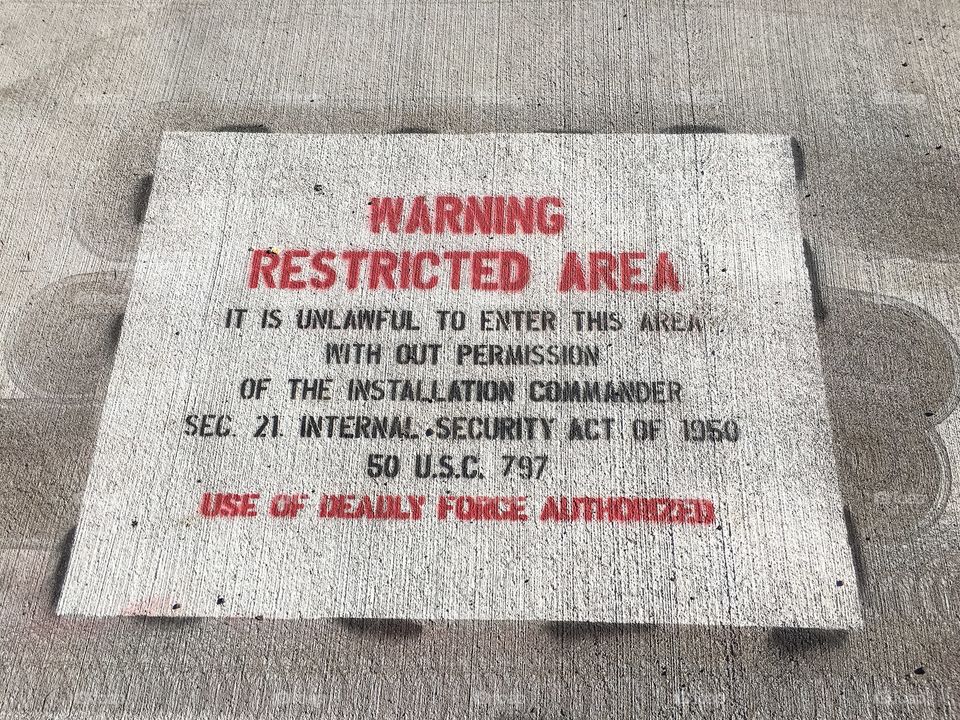 WARNING
RESTRICTED AREA
IT IS UNLAWFUL TO ENTER THIS AREA
WITH OUT PERMISSION
OF THE INSTALLATION COMMANDER
SEC. 21. INTERNAL SECURITY ACT OF 1950
50 U.S.C. 797
USE OF DEADLY FORCE AUTHORIZED